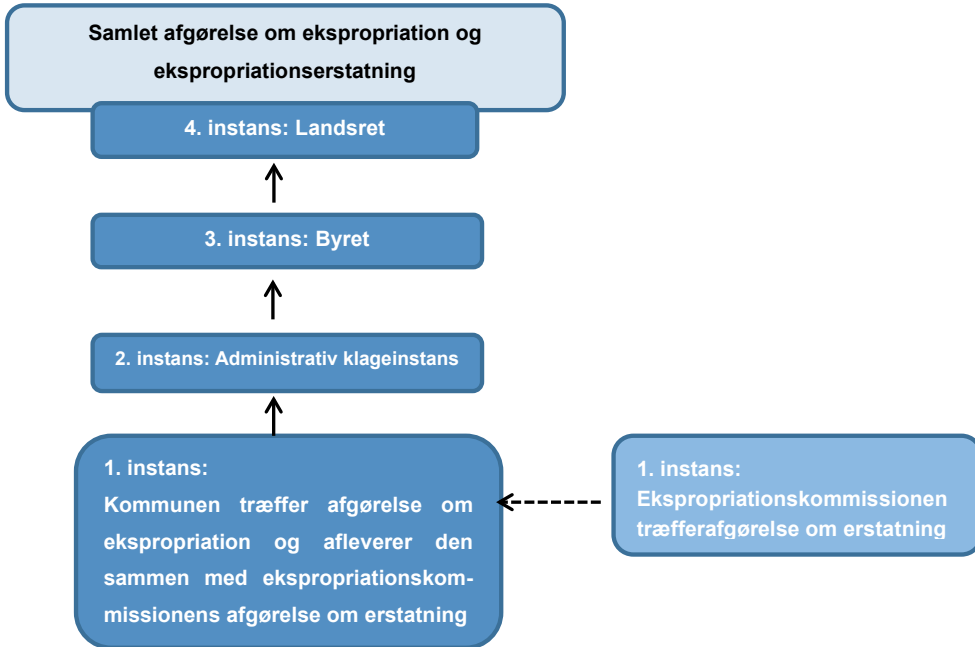 Samlet afgørelse om ekspropriation og
ekspropriationserstatning
4. instans: Landsret
3. instans: Byret
2. instans: Administrativ klageinstans
1. instans:
Kommunen træffer afgørelse om
ekspropriation og afleverer den
sammen med ekspropriationskom-
missionens afgørelse om erstatning
1. instans:
Ekspropriationskommissionen
træfferafgørelse om erstatning